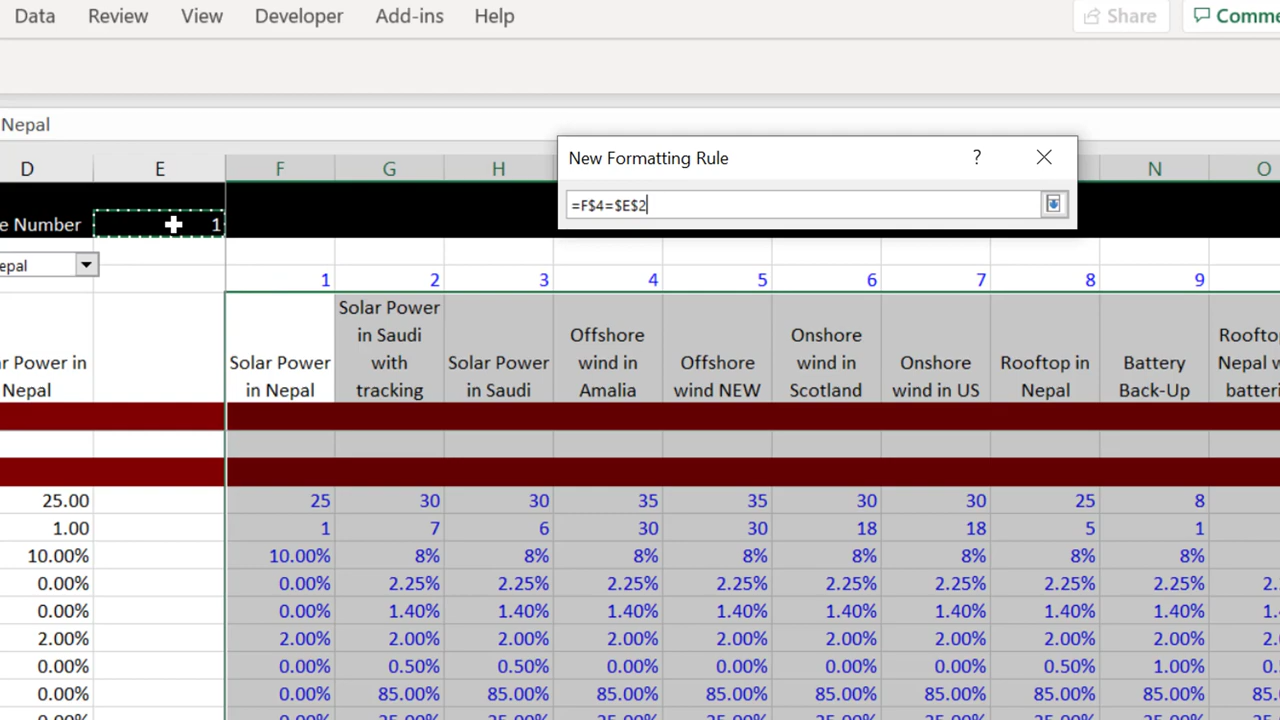 Data Review View Developer Add-ins Help Share Comme
Nepal
New Formatting Rule ?
=F$4=$E$2
D E F G H N O
e Number 1
epal
1 2 3 4 5 6 7 8 9
r Power in Nepal
Solar Power in Nepal
Solar Power in Saudi with tracking
Solar Power in Saudi
Offshore wind in Amalia
Offshore wind NEW
Onshore wind in Scotland
Onshore wind in US
Rooftop in Nepal
Battery Back-Up
Roofto Nepal w batteri
25.00 25 30 30 35 35 30 30 25 8
1.00 1 7 6 30 30 18 18 5 1
10.00% 10.00% 8% 8% 8% 8% 8% 8% 8% 8%
0.00% 0.00% 2.25% 2.25% 2.25% 2.25% 2.25% 2.25% 2.25% 2.25% 2.
0.00% 0.00% 1.40% 1.40% 1.40% 1.40% 1.40% 1.40% 1.40% 1.40% 1.4
2.00% 2.00% 2.00% 2.00% 2.00% 2.00% 2.00% 2.00% 2.00% 2.00% 2.0
0.00% 0.00% 0.50% 0.50% 0.00% 0.00% 0.00% 0.00% 0.50% 1.00% 0.
0.00% 0.00% 85.00% 85.00% 85.00% 85.00% 85.00% 85.00% 85.00% 85.00% 85.